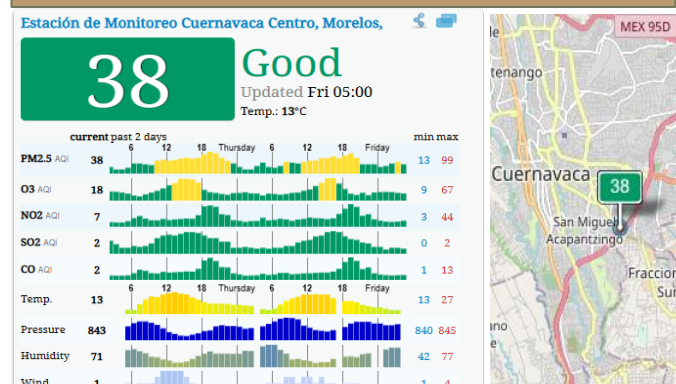 Estación de Monitoreo Cuernavaca Centro, Morelos,
38
Good
Updated Fri 05:00
Temp.: 13°C
current past 2 days min max
6 12 18 Thursday 6 12 18 Friday
PM2.5 AQI 38 13 99
O3 AQI 18 9 67
NO2 AQI 7 3 44
SO2 AQI 2 0 2
CO AQI 2 1 13
6 12 18 Thursday 6 12 18 Friday
Temp. 13 13 27
Pressure 843 840 845
Humidity 71 42 77
Wind 1 1 4
MEX 95D
le
tenango
Cuernavaca
38
San Miguel
Acapantzingo
Fraccion
Sur
ano
e